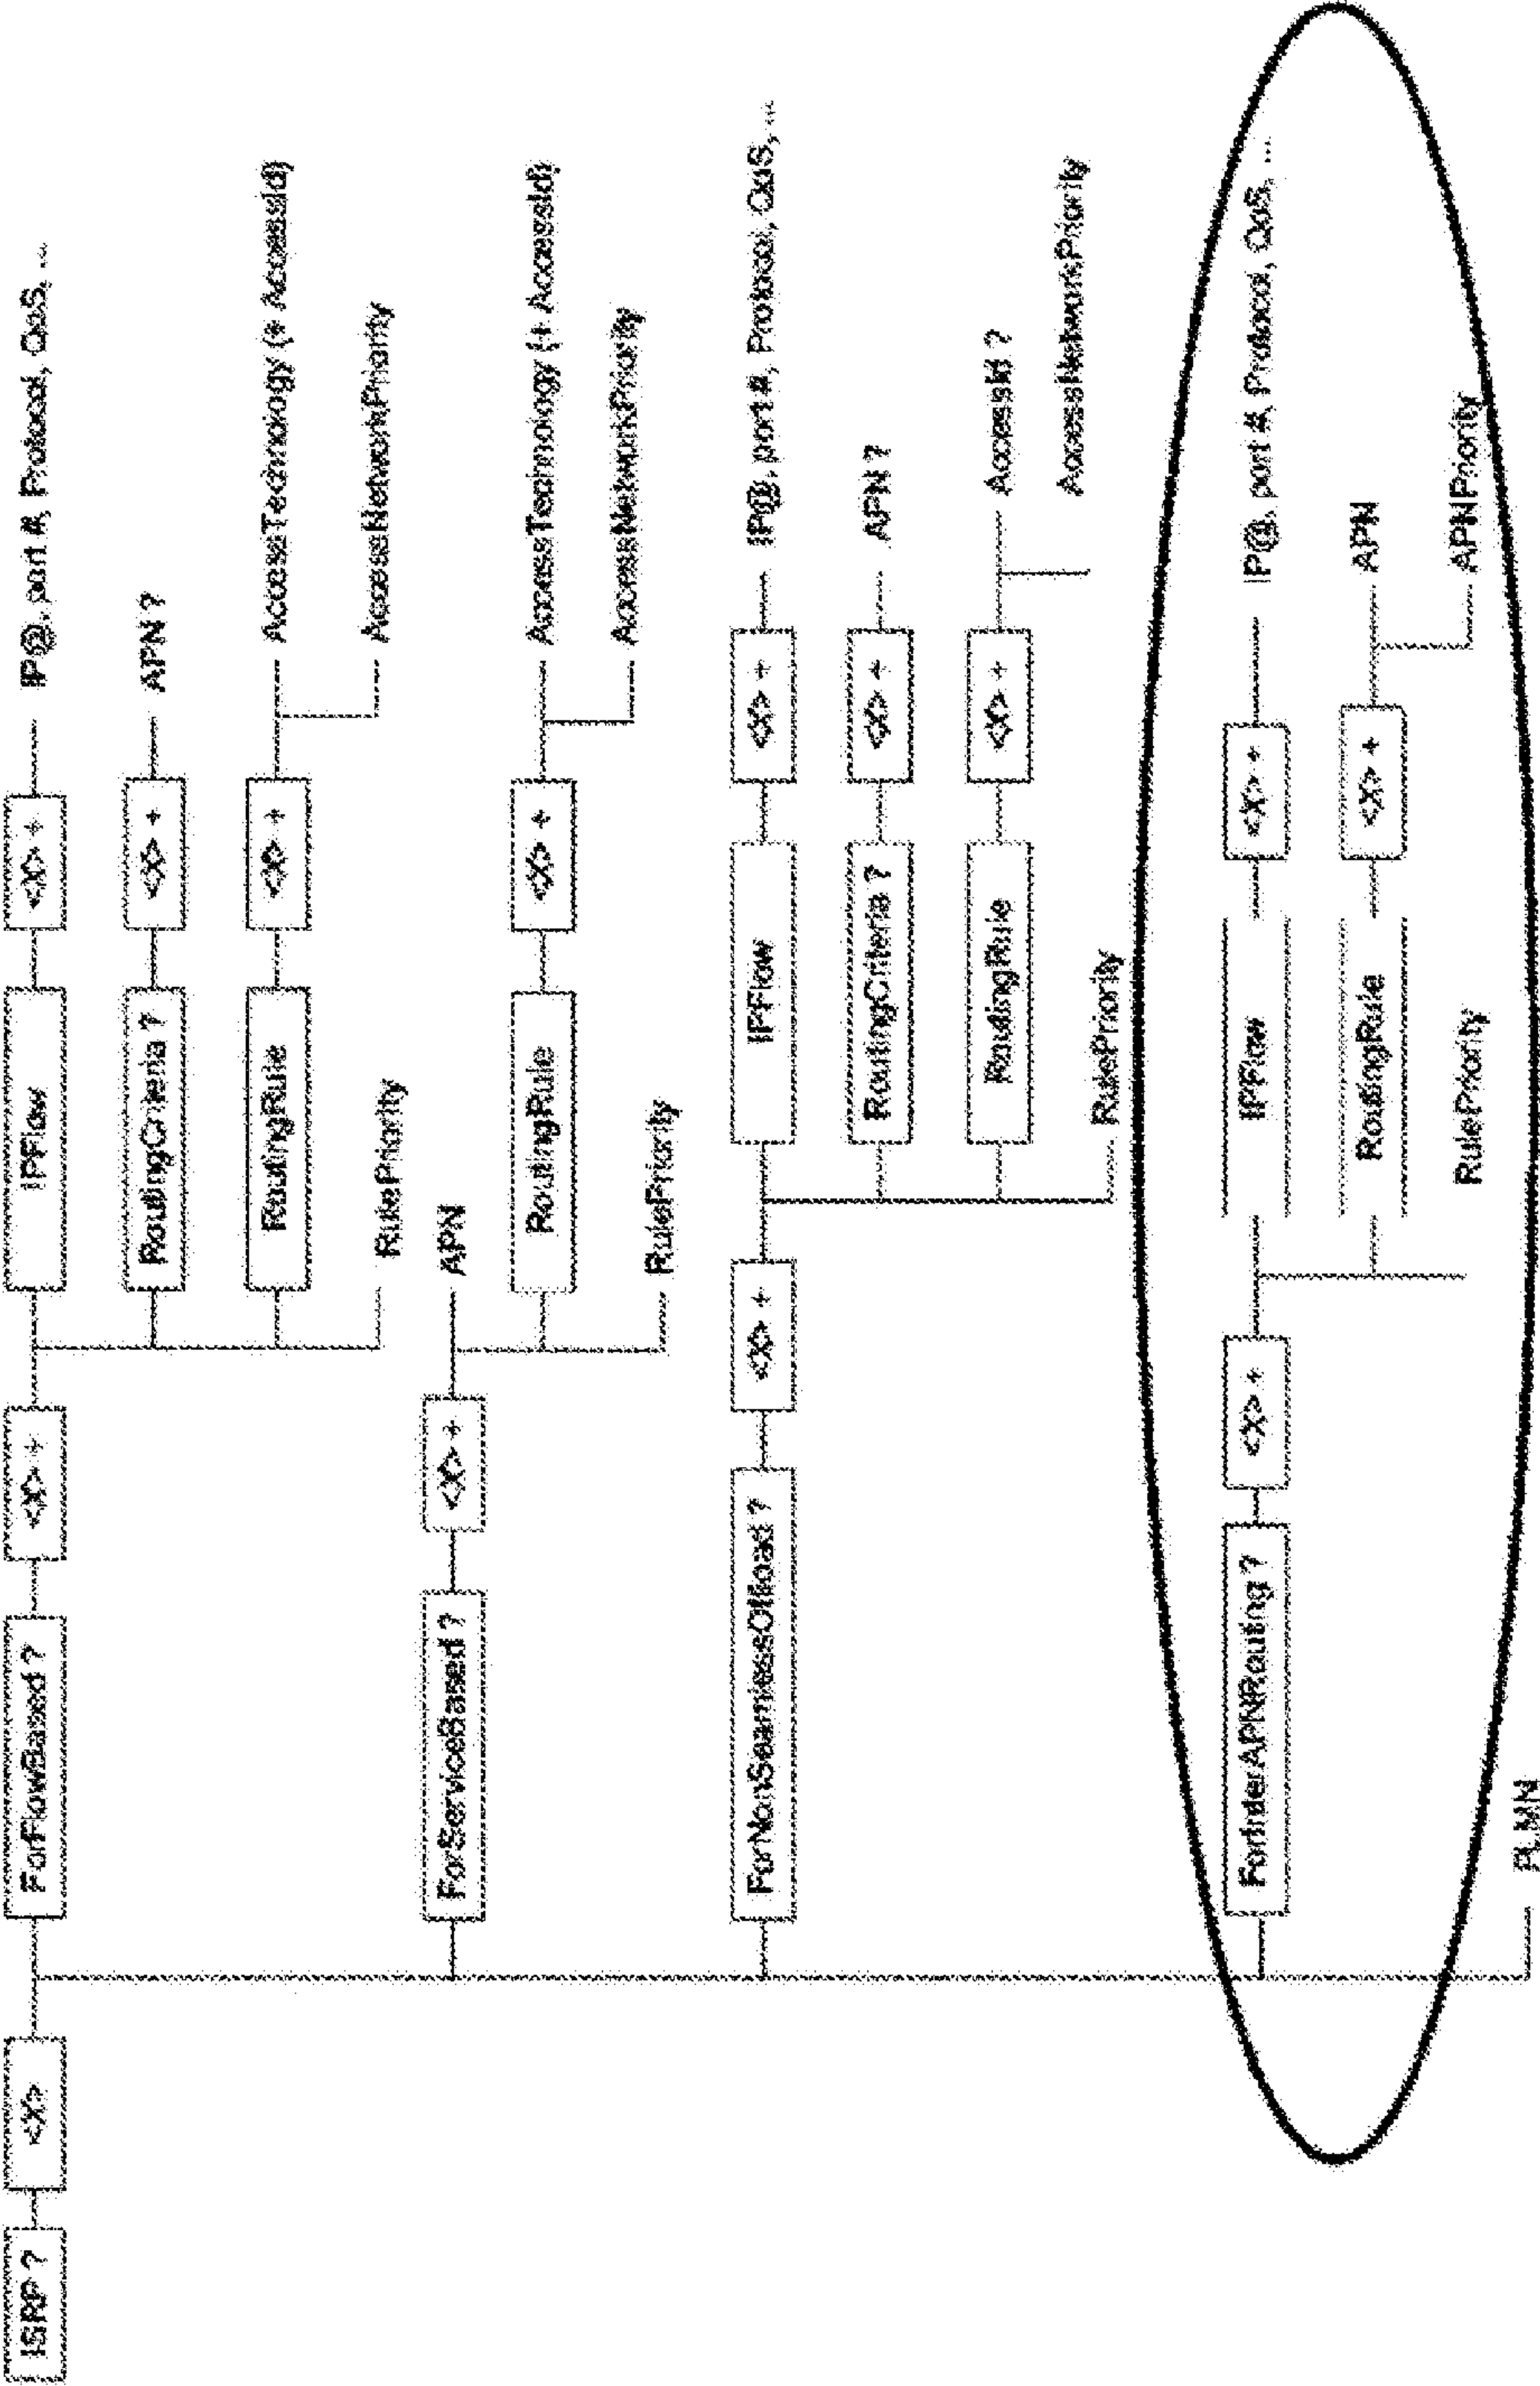 ISRP ? <X> ForFlowBased ? <X> + IPFlow <X> + IP@, port #, Protocol, QoS, ...
RoutingCriteria ? <X> + APN ?
RoutingRule <X> + AccessTechnology (+ AccessId)
AccessNetworkPriority
RulePriority
ForServiceBased ? <X> + APN
RoutingRule <X> + AccessTechnology (+ AccessId)
AccessNetworkPriority
RulePriority
ForNonSeamlessOffload ? <X> + IPFlow <X> + IP@, port #, Protocol, QoS, ...
RoutingCriteria ? <X> + APN ?
RoutingRule <X> + AccessId ?
AccessNetworkPriority
RulePriority
ForInterAPNRouting ? <X> + IPFlow <X> + IP@, port #, Protocol, QoS, ...
RoutingRule <X> + APN
APNPriority
RulePriority
PLMN